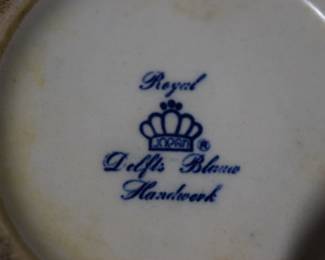 Royal
®
Delfts Blauw
Handwerk